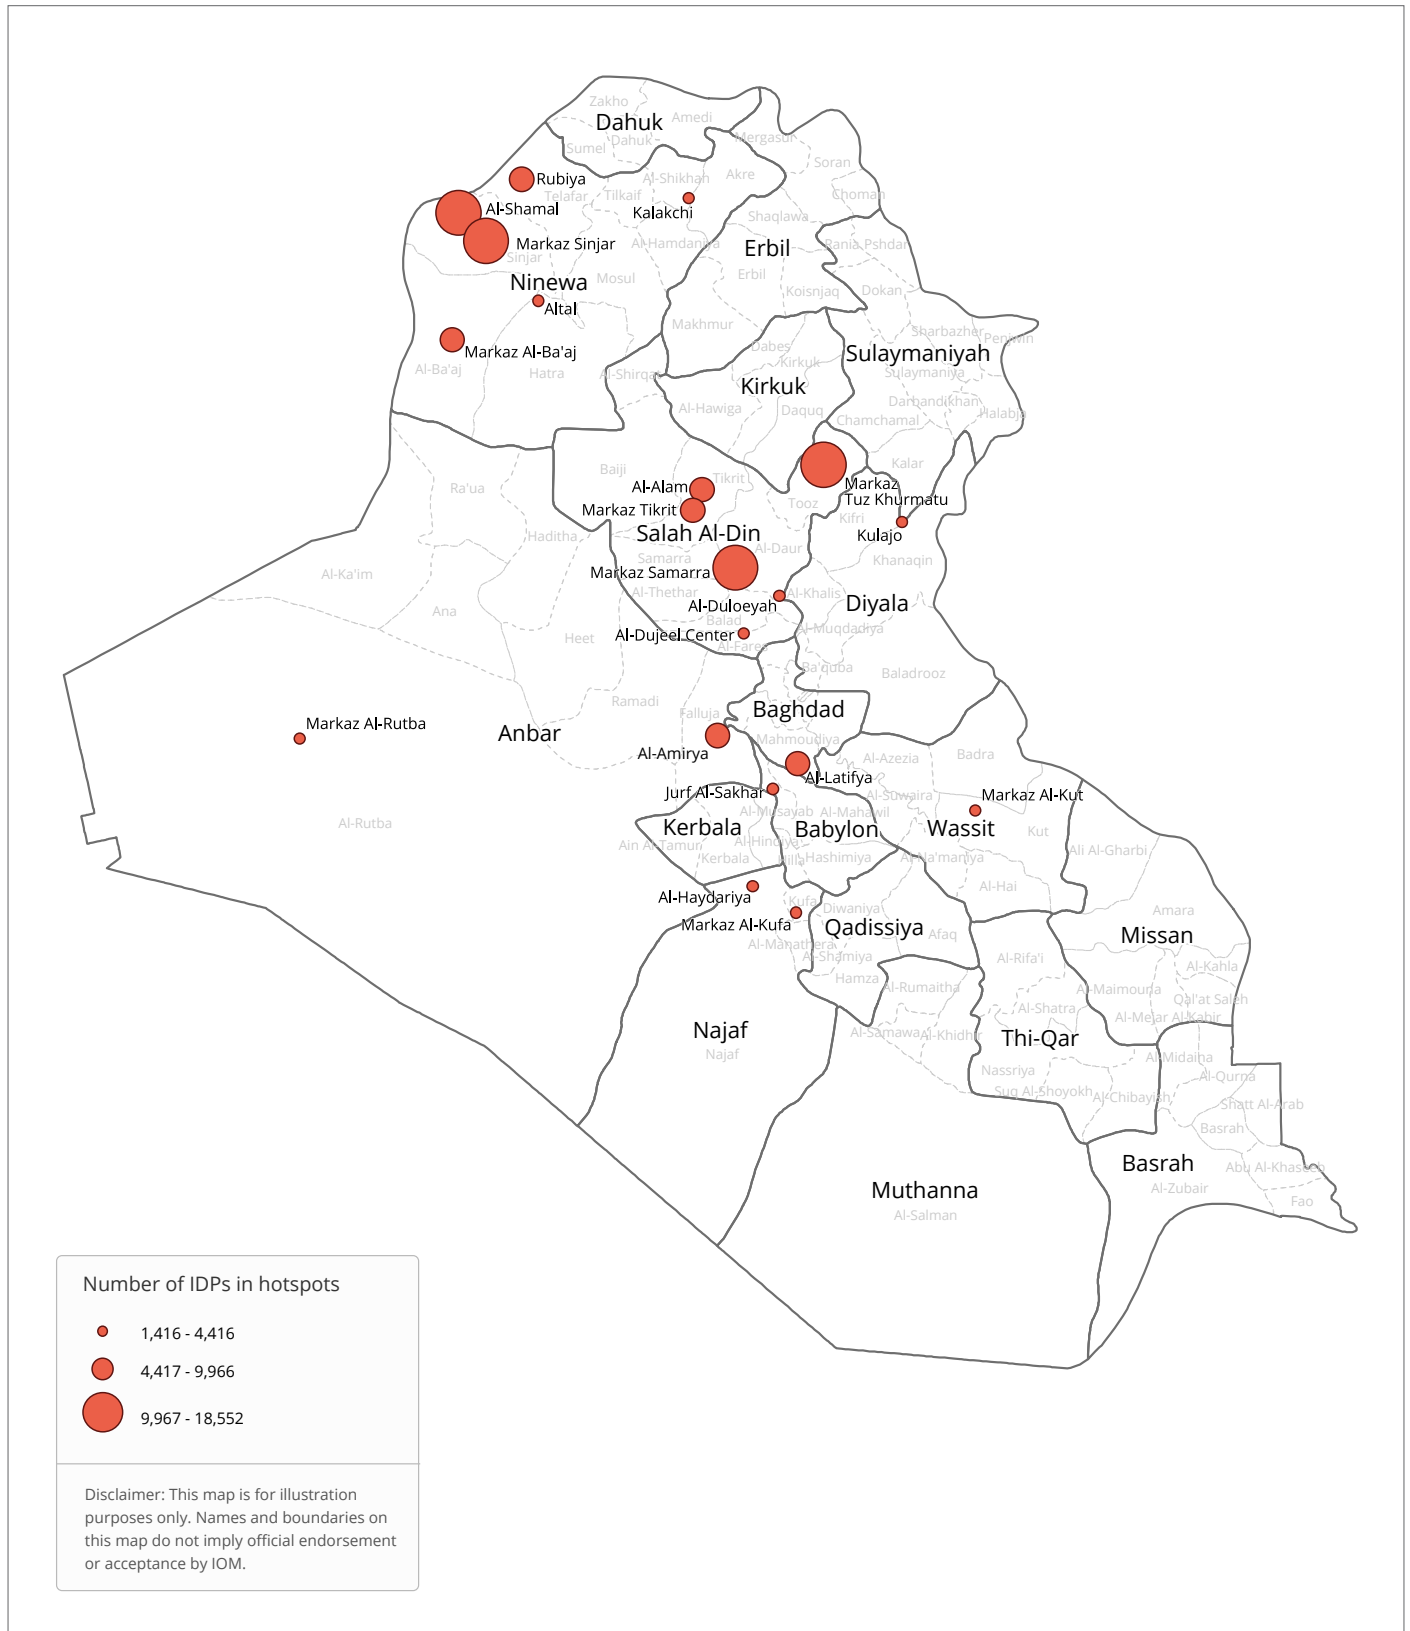 Zakho
Amedi
Dahuk
Dahuk
Sumel
Mergasur
Soran
Akre
Al-Shikhan
Rubiya
Telafar
Tilkaif
Kalakchi
Choman
Al-Shamal
Shaqlawa
Markaz Sinjar
Sinjar
Al-Hamdaniya
Erbil
Rania
Pshdar
Ninewa
Mosul
Erbil
Koisnjaq
Dokan
Altal
Makhmur
Sharbazher
Penjwin
Dabes
Markaz Al-Ba'aj
Al-Ba'aj
Hatra
Al-Shirqat
Kirkuk
Sulaymaniyah
Sulaymaniya
Kirkuk
Darbandikhan
Halabja
Al-Hawiga
Daquq
Chamchamal
Baiji
Kalar
Ra'ua
Tikrit
Al-Alam
Markaz
Tuz Khurmatu
Markaz Tikrit
Tooz
Kifri
Haditha
Salah Al-Din
Kulajo
Al-Daur
Samarra
Khanaqin
Al-Ka'im
Markaz Samarra
Al-Thethar
Al-Khalis
Diyala
Al-Duloeyah
Ana
Balad
Al-Muqdadiya
Heet
Al-Dujeel Center
Al-Fares
Ba'quba
Baladrooz
Ramadi
Falluja
Baghdad
Markaz Al-Rutba
Anbar
Mahmoudiya
Al-Amirya
Al-Azezia
Badra
Al-Latifya
Jurf Al-Sakhar
Al-Suwaira
Markaz Al-Kut
Al-Musayab
Al-Mahawil
Al-Rutba
Kerbala
Babylon
Wassit
Kut
Ain Al-Tamur
Al-Hindiya
Kerbala
Hilla
Hashimiya
Al-Na'maniya
Ali Al-Gharbi
Al-Haydariya
Al-Hai
Kufa
Diwaniya
Amara
Markaz Al-Kufa
Qadissiya
Afaq
Missan
Al-Manathera
Al-Shamiya
Al-Rifa'i
Al-Kahla
Hamza
Al-Rumaitha
Al-Maimouna
Qal'at Saleh
Al-Shatra
Al-Mejar Al-Kabir
Najaf
Najaf
Al-Samawa
Al-Khidhir
Thi-Qar
Al-Midaina
Nassriya
Al-Qurna
Suq Al-Shoyokh
Al-Chibayish
Shatt Al-Arab
Basrah
Basrah
Abu Al-Khaseeb
Al-Zubair
Fao
Muthanna
Al-Salman
Number of IDPs in hotspots
1,416 - 4,416
4,417 - 9,966
9,967 - 18,552
Disclaimer: This map is for illustration
purposes only. Names and boundaries on
this map do not imply official endorsement
or acceptance by IOM.